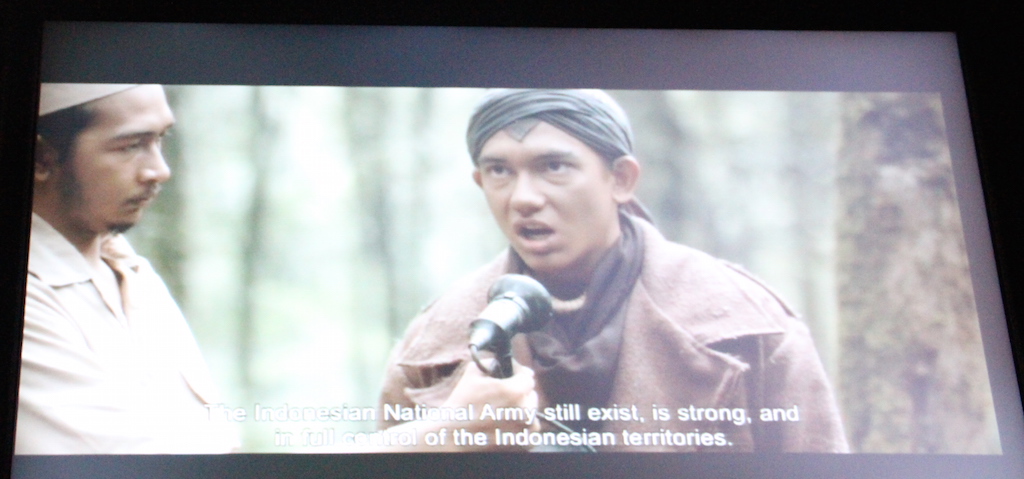 The Indonesian National Army still exist, is strong, and
in full control of the Indonesian territories.